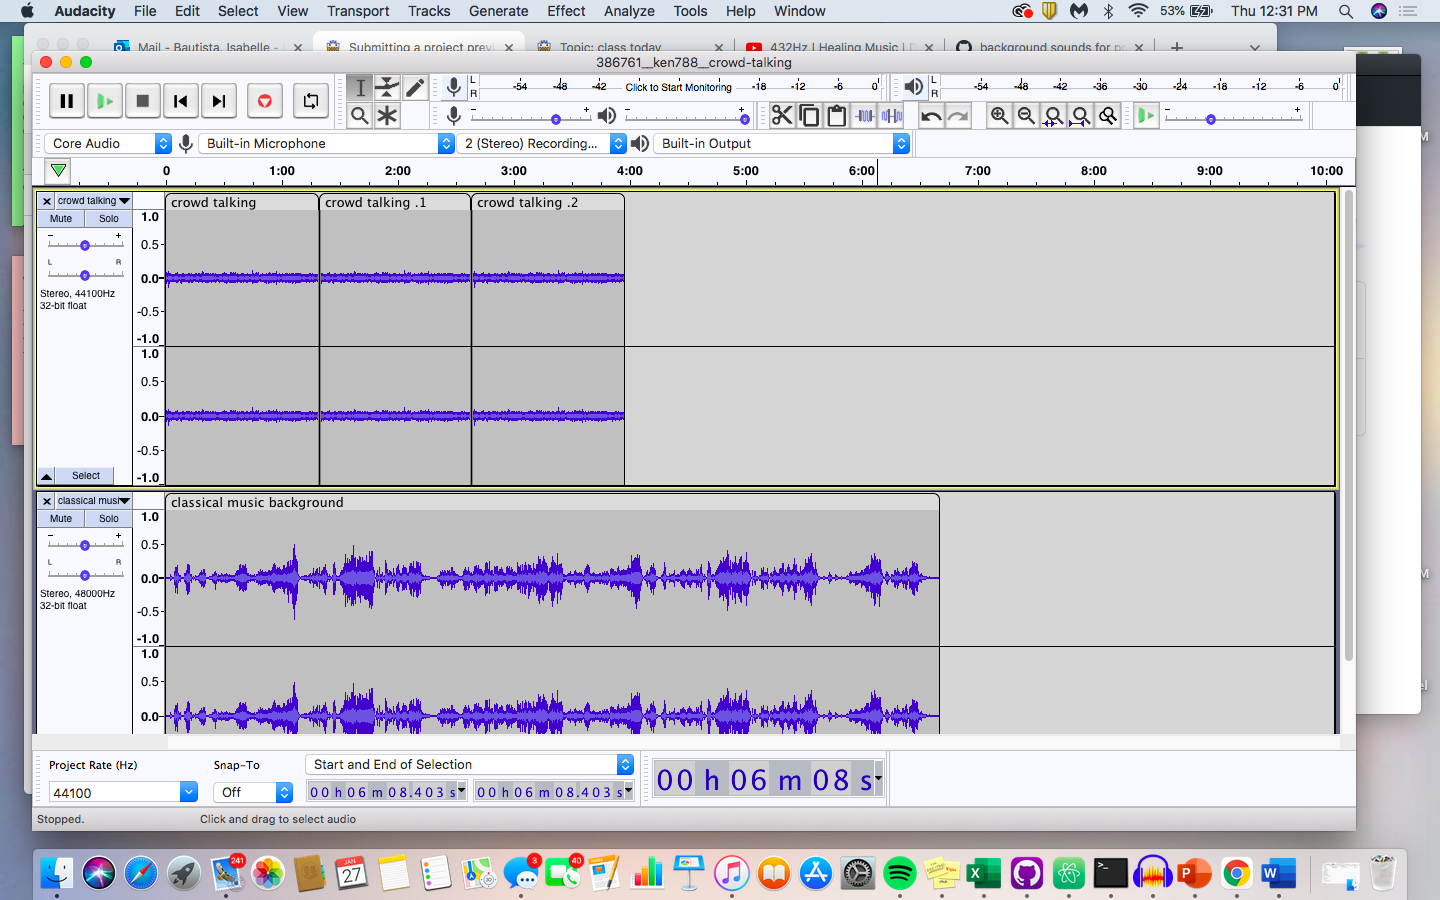 Audacity File Edit Select View Transport Tracks Generate Effect Analyze Tools Help Window 53% Thu 12:31 PM
Mail - Bautista, Isabelle - Submitting a project prev Topic: class today 432Hz | Healing Music | D background sounds for p
386761__ken788__crowd-talking
L R -54 -48 -42 Click to Start Monitoring -18 -12 -6 0 L R -54 -48 -42 -36 -30 -24 -18 -12 -6 0
- + - + - +
Core Audio Built-in Microphone 2 (Stereo) Recording... Built-in Output
0 1:00 2:00 3:00 4:00 5:00 6:00 7:00 8:00 9:00 10:00
crowd talking crowd talking crowd talking .1 crowd talking .2
Mute Solo 1.0
- + 0.5
L R 0.0
Stereo, 44100Hz
32-bit float -0.5
-1.0
1.0
0.5
0.0
-0.5
Select -1.0
classical musi classical music background
Mute Solo 1.0
- + 0.5
L R 0.0
Stereo, 48000Hz
32-bit float -0.5
-1.0
1.0
0.5
0.0
Project Rate (Hz) Snap-To Start and End of Selection
44100 Off 00 h 06 m 08.403 s 00 h 06 m 08.403 s 00 h 06 m 08 s
Stopped. Click and drag to select audio
241 JAN 27 3 40 X >_ P W